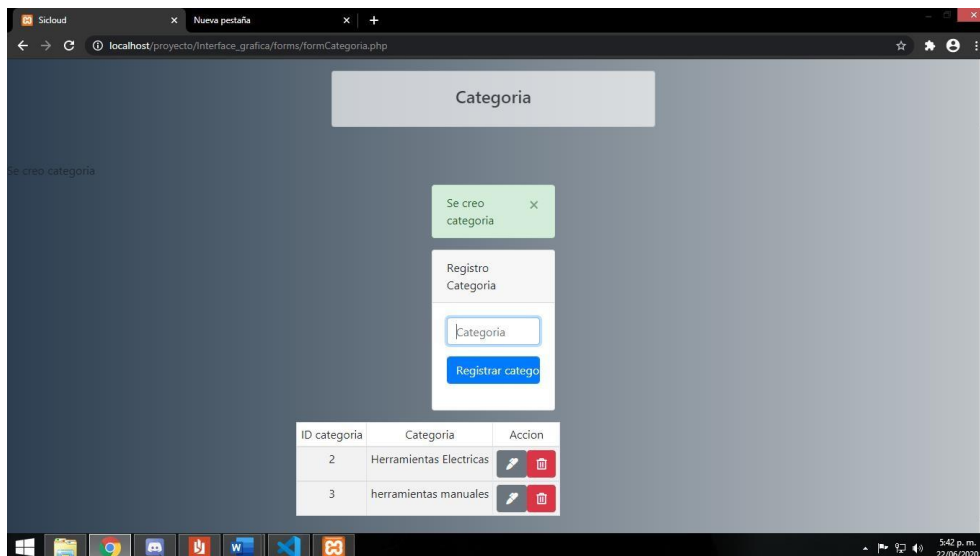 Sicloud
Nueva pestaña
localhost/proyecto/Interface_grafica/forms/formCategoria.php
Categoria
Se creo categoria
Se creo
categoria
Registro
Categoria
Categoria
Registrar catego
ID categoria Categoria Accion
2 Herramientas Electricas
3 herramientas manuales
5:42 p. m.